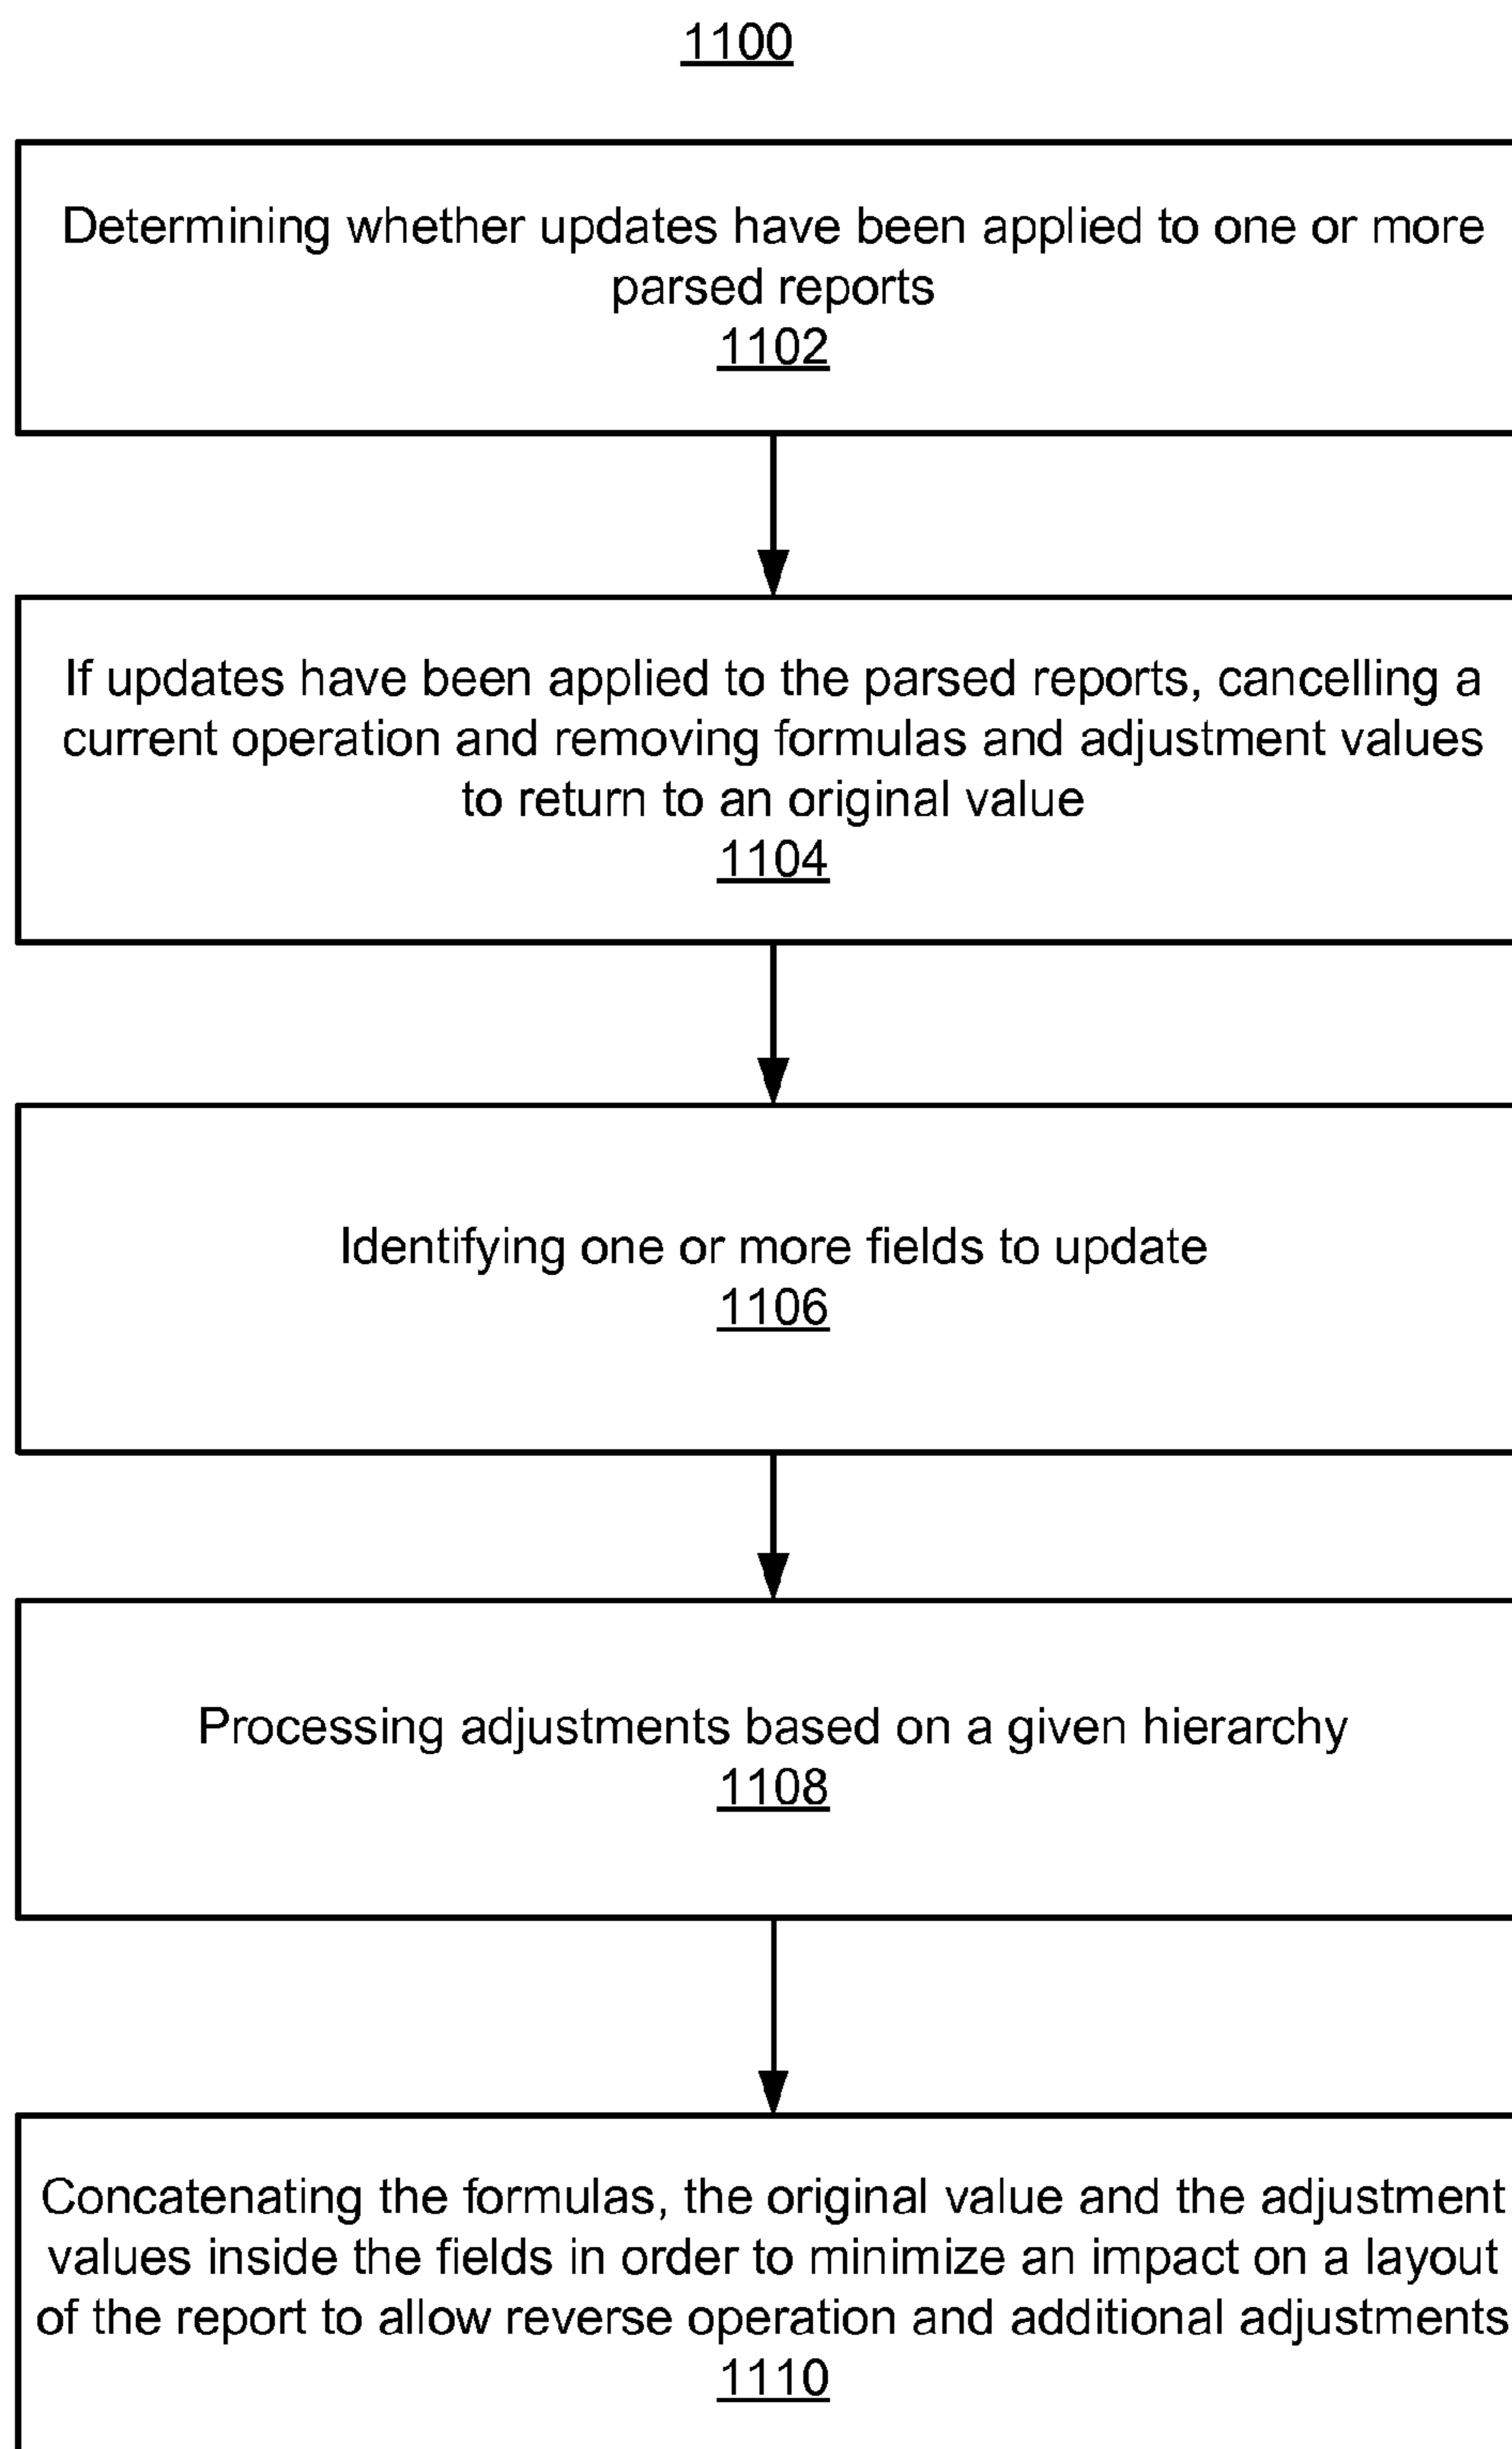 1100
Determining whether updates have been applied to one or more
parsed reports
1102
If updates have been applied to the parsed reports, cancelling a
current operation and removing formulas and adjustment values
to return to an original value
1104
Identifying one or more fields to update
1106
Processing adjustments based on a given hierarchy
1108
Concatenating the formulas, the original value and the adjustment
values inside the fields in order to minimize an impact on a layout
of the report to allow reverse operation and additional adjustments
1110